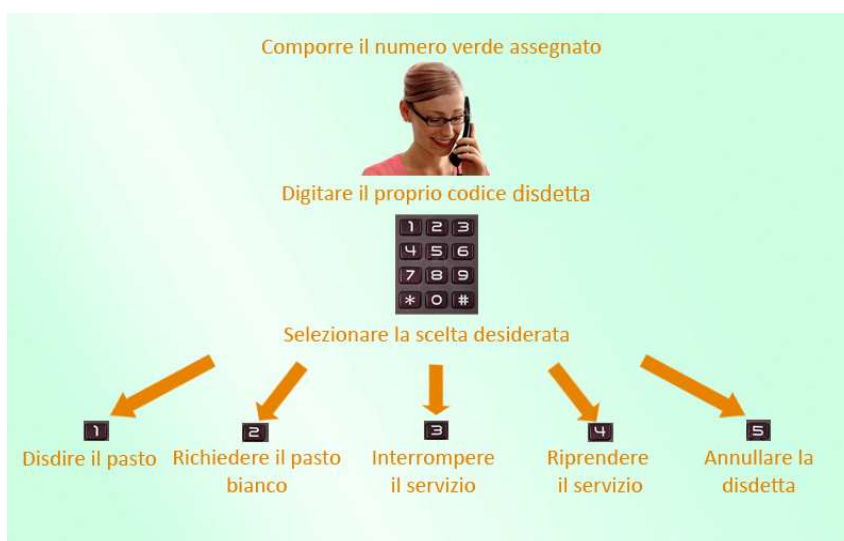 Comporre il numero verde assegnato
Digitare il proprio codice disdetta
1 2 3
4 5 6
7 8 9
* 0 #
Selezionare la scelta desiderata
1
Disdire il pasto
2
Richiedere il pasto
bianco
3
Interrompere
il servizio
4
Riprendere
il servizio
5
Annullare la
disdetta